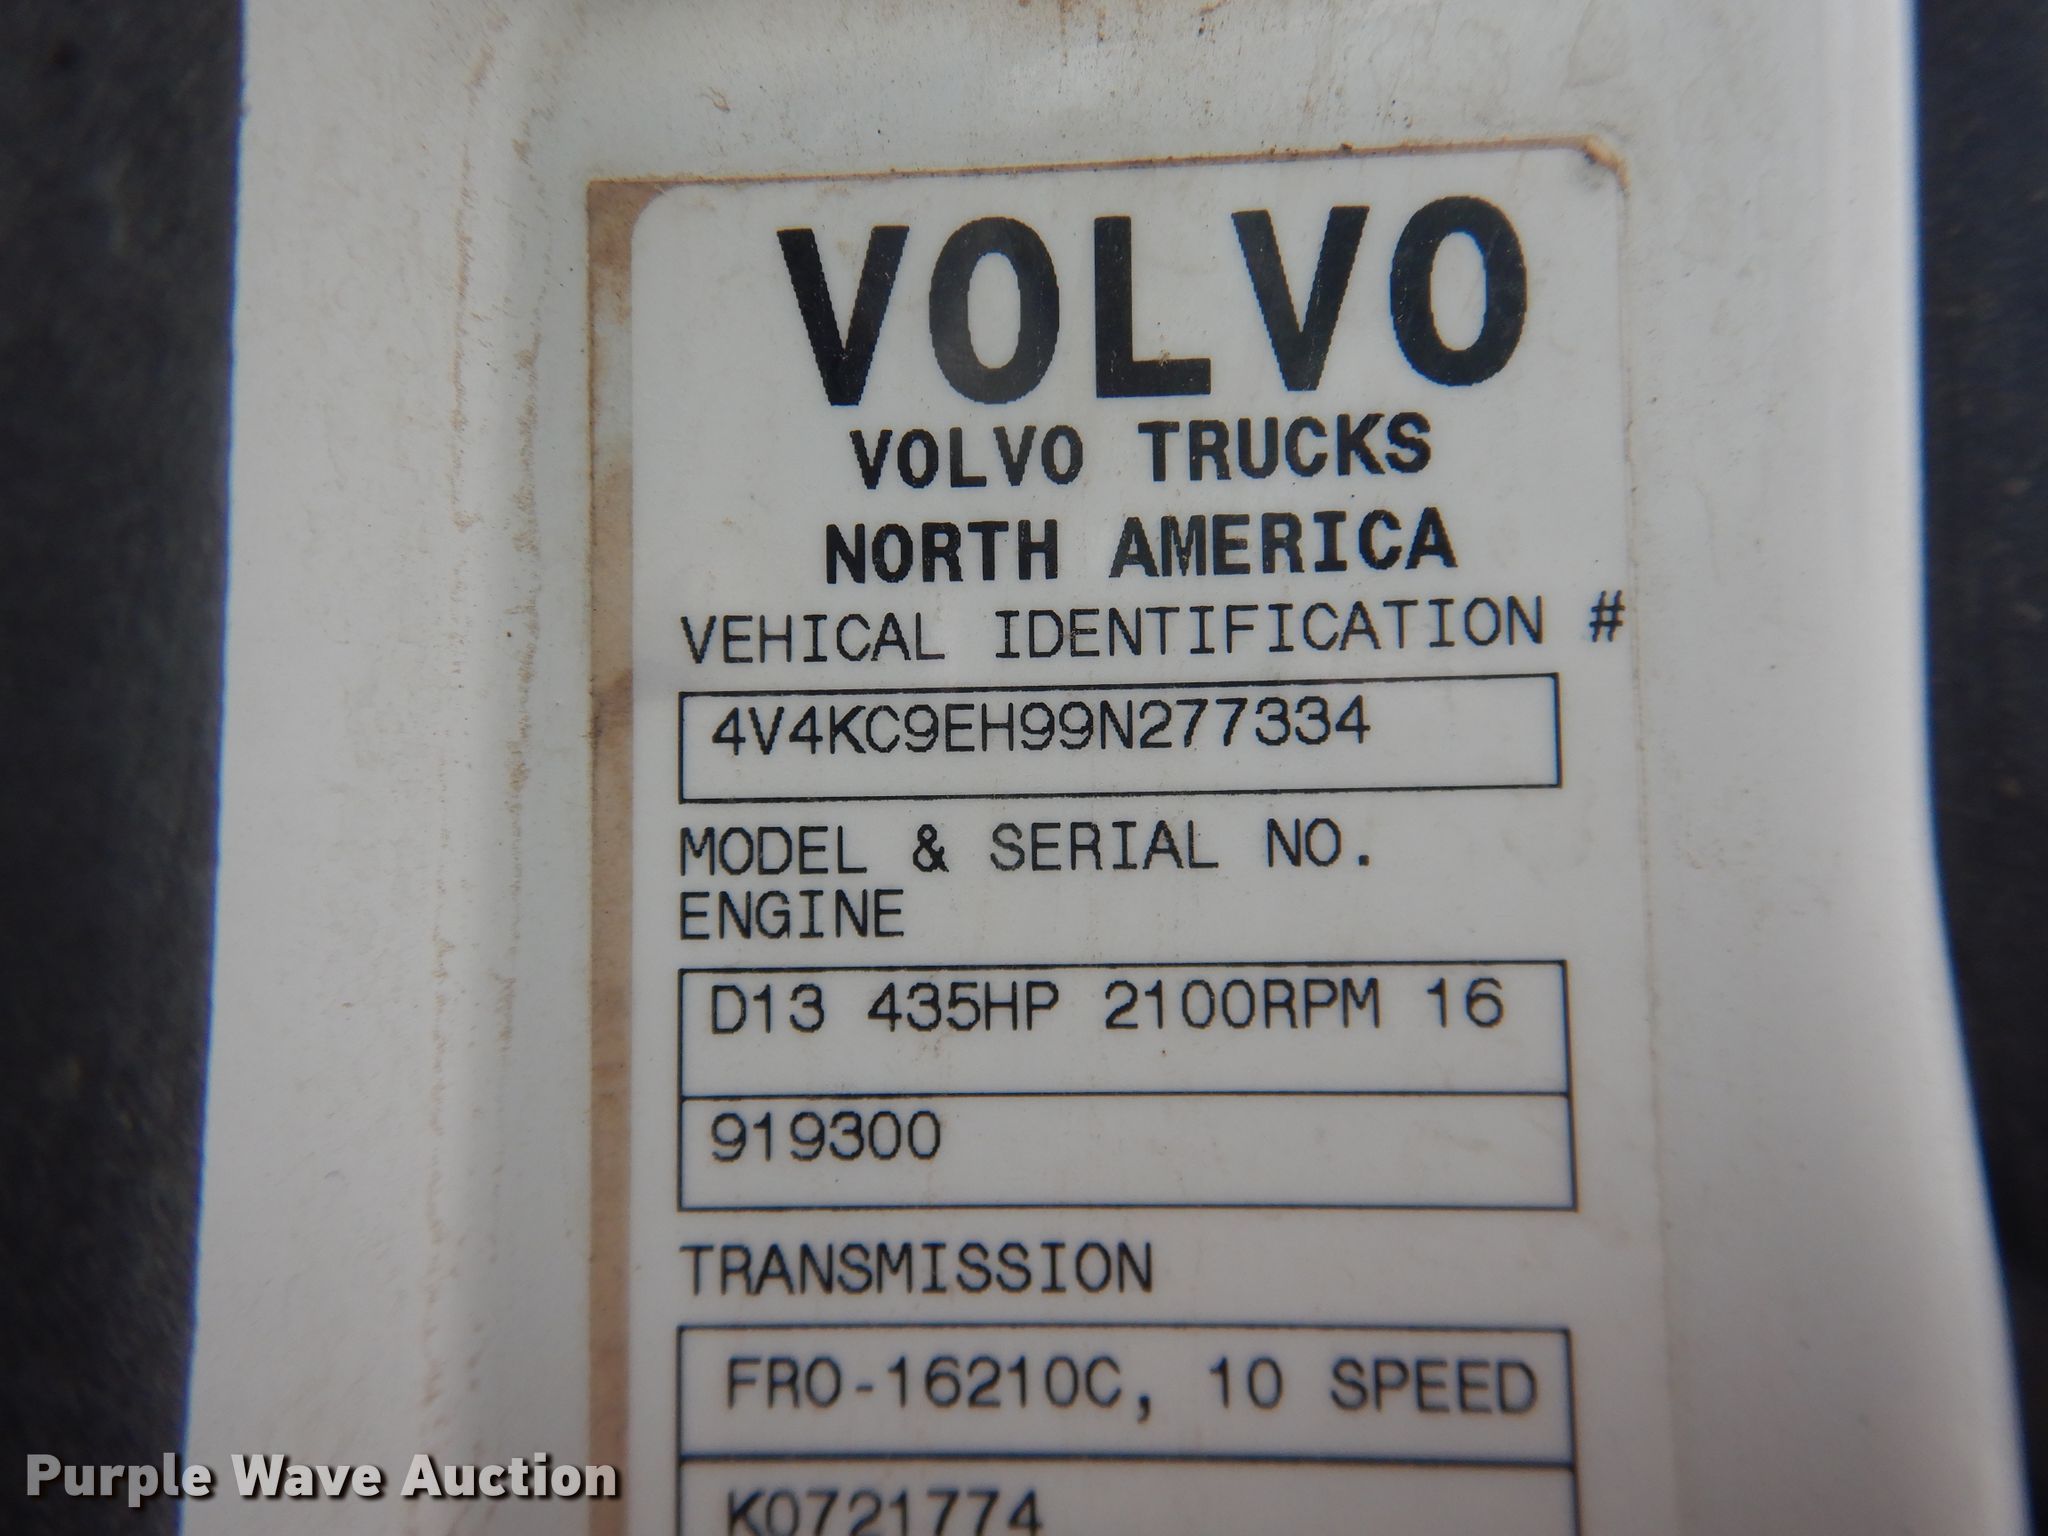 VOLVO
VOLVO TRUCKS
NORTH AMERICA
VEHICAL IDENTIFICATION #
4V4KC9EH99N277334
MODEL & SERIAL NO.
ENGINE
D13 435HP 2100RPM 16
919300
TRANSMISSION
FRO-16210C, 10 SPEED
K0721774
Purple Wave Auction